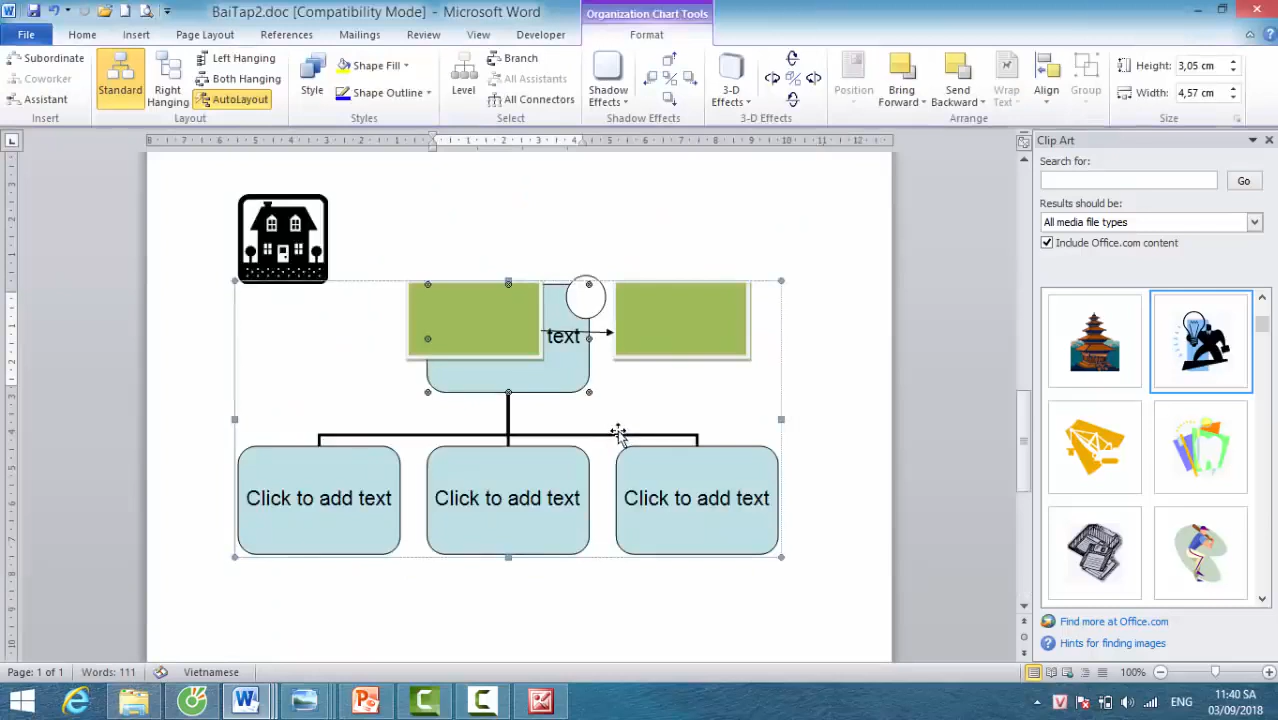 BaiTap2.doc [Compatibility Mode] - Microsoft Word
Organization Chart Tools
File Home Insert Page Layout References Mailings Review View Developer Format
Subordinate
Coworker
Assistant
Insert
Standard
Right Hanging
Left Hanging
Both Hanging
AutoLayout
Layout
Style
Shape Fill
Shape Outline
Styles
Level
Branch
All Assistants
All Connectors
Select
Shadow Effects
Shadow Effects
3-D Effects
3-D Effects
Position
Bring Forward
Send Backward
Wrap Text
Align
Group
Arrange
Height: 3,05 cm
Width: 4,57 cm
Size
Clip Art
Search for:
Go
Results should be:
All media file types
Include Office.com content
text
Click to add text
Click to add text
Click to add text
Find more at Office.com
Hints for finding images
Page: 1 of 1 Words: 111 Vietnamese 100%
ENG
11:40 SA
03/09/2018